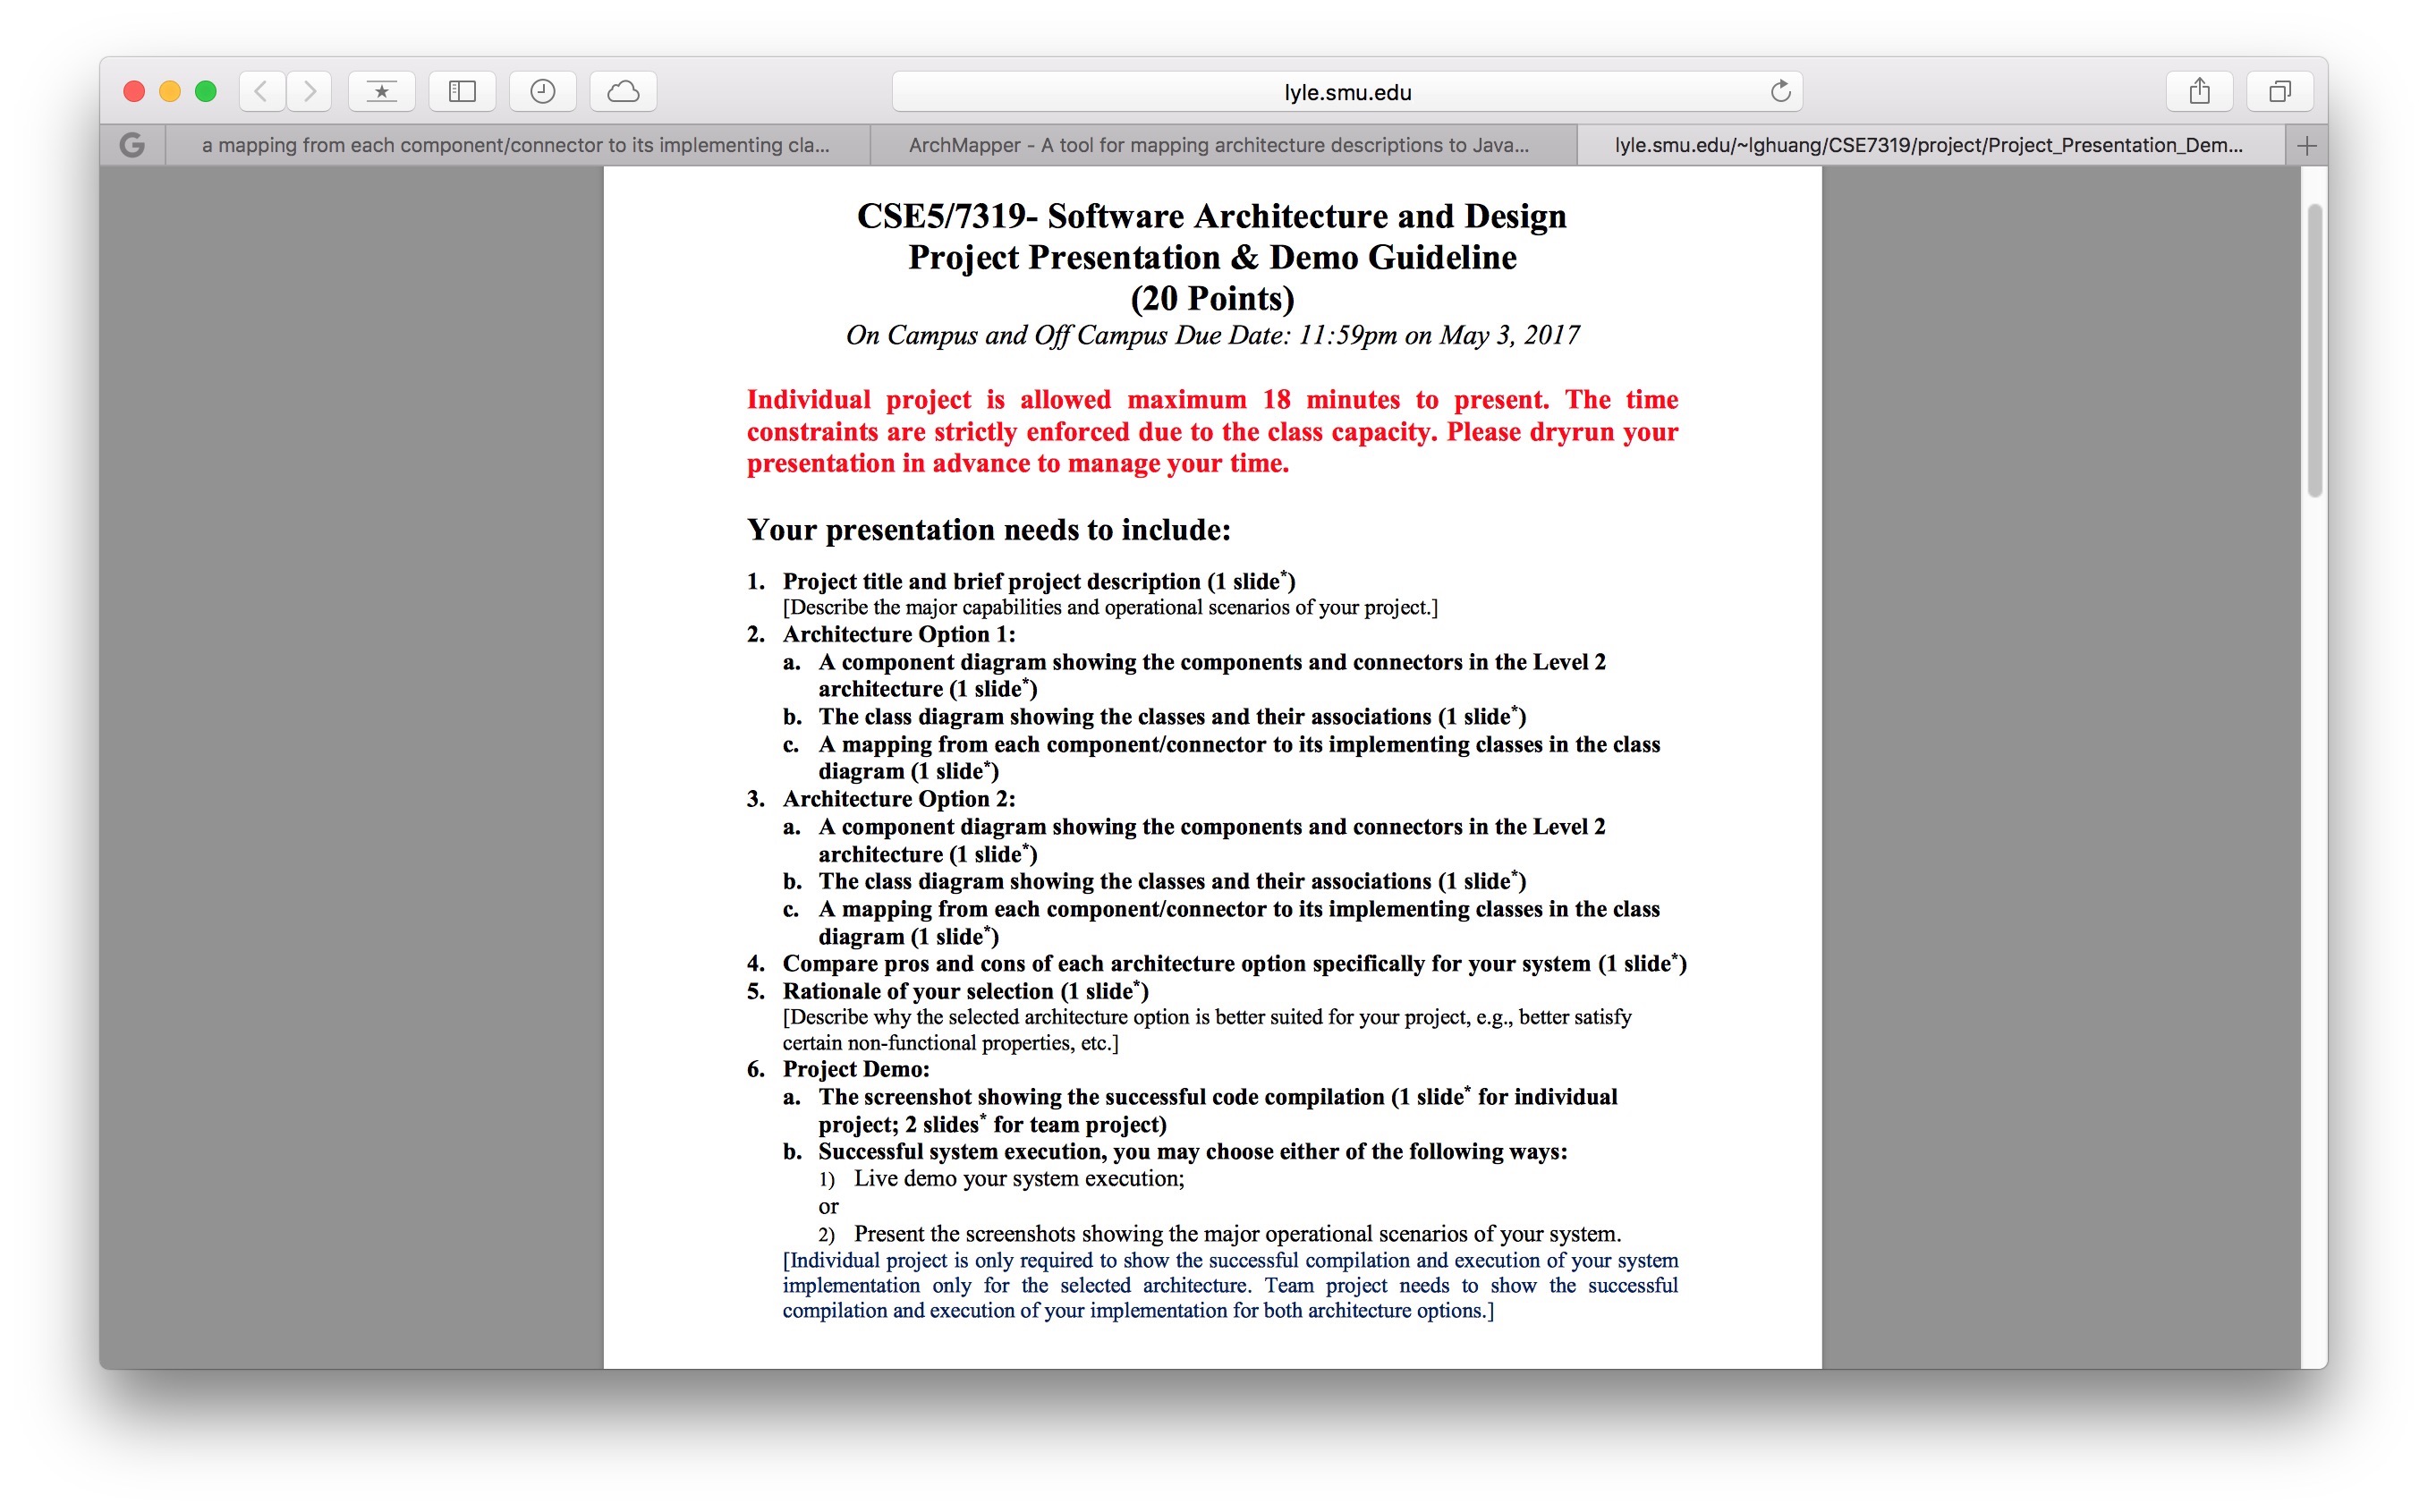 lyle.smu.edu
a mapping from each component/connector to its implementing cla...
ArchMapper - A tool for mapping architecture descriptions to Java...
lyle.smu.edu/~lghuang/CSE7319/project/Project_Presentation_Dem...
CSE5/7319- Software Architecture and Design
Project Presentation & Demo Guideline
(20 Points)
On Campus and Off Campus Due Date: 11:59pm on May 3, 2017
Individual project is allowed maximum 18 minutes to present. The time
constraints are strictly enforced due to the class capacity. Please dryrun your
presentation in advance to manage your time.
Your presentation needs to include:
1. Project title and brief project description (1 slide*)
[Describe the major capabilities and operational scenarios of your project.]
2. Architecture Option 1:
a. A component diagram showing the components and connectors in the Level 2
architecture (1 slide*)
b. The class diagram showing the classes and their associations (1 slide*)
c. A mapping from each component/connector to its implementing classes in the class
diagram (1 slide*)
3. Architecture Option 2:
a. A component diagram showing the components and connectors in the Level 2
architecture (1 slide*)
b. The class diagram showing the classes and their associations (1 slide*)
c. A mapping from each component/connector to its implementing classes in the class
diagram (1 slide*)
4. Compare pros and cons of each architecture option specifically for your system (1 slide*)
5. Rationale of your selection (1 slide*)
[Describe why the selected architecture option is better suited for your project, e.g., better satisfy
certain non-functional properties, etc.]
6. Project Demo:
a. The screenshot showing the successful code compilation (1 slide* for individual
project; 2 slides* for team project)
b. Successful system execution, you may choose either of the following ways:
1) Live demo your system execution;
or
2) Present the screenshots showing the major operational scenarios of your system.
[Individual project is only required to show the successful compilation and execution of your system
implementation only for the selected architecture. Team project needs to show the successful
compilation and execution of your implementation for both architecture options.]